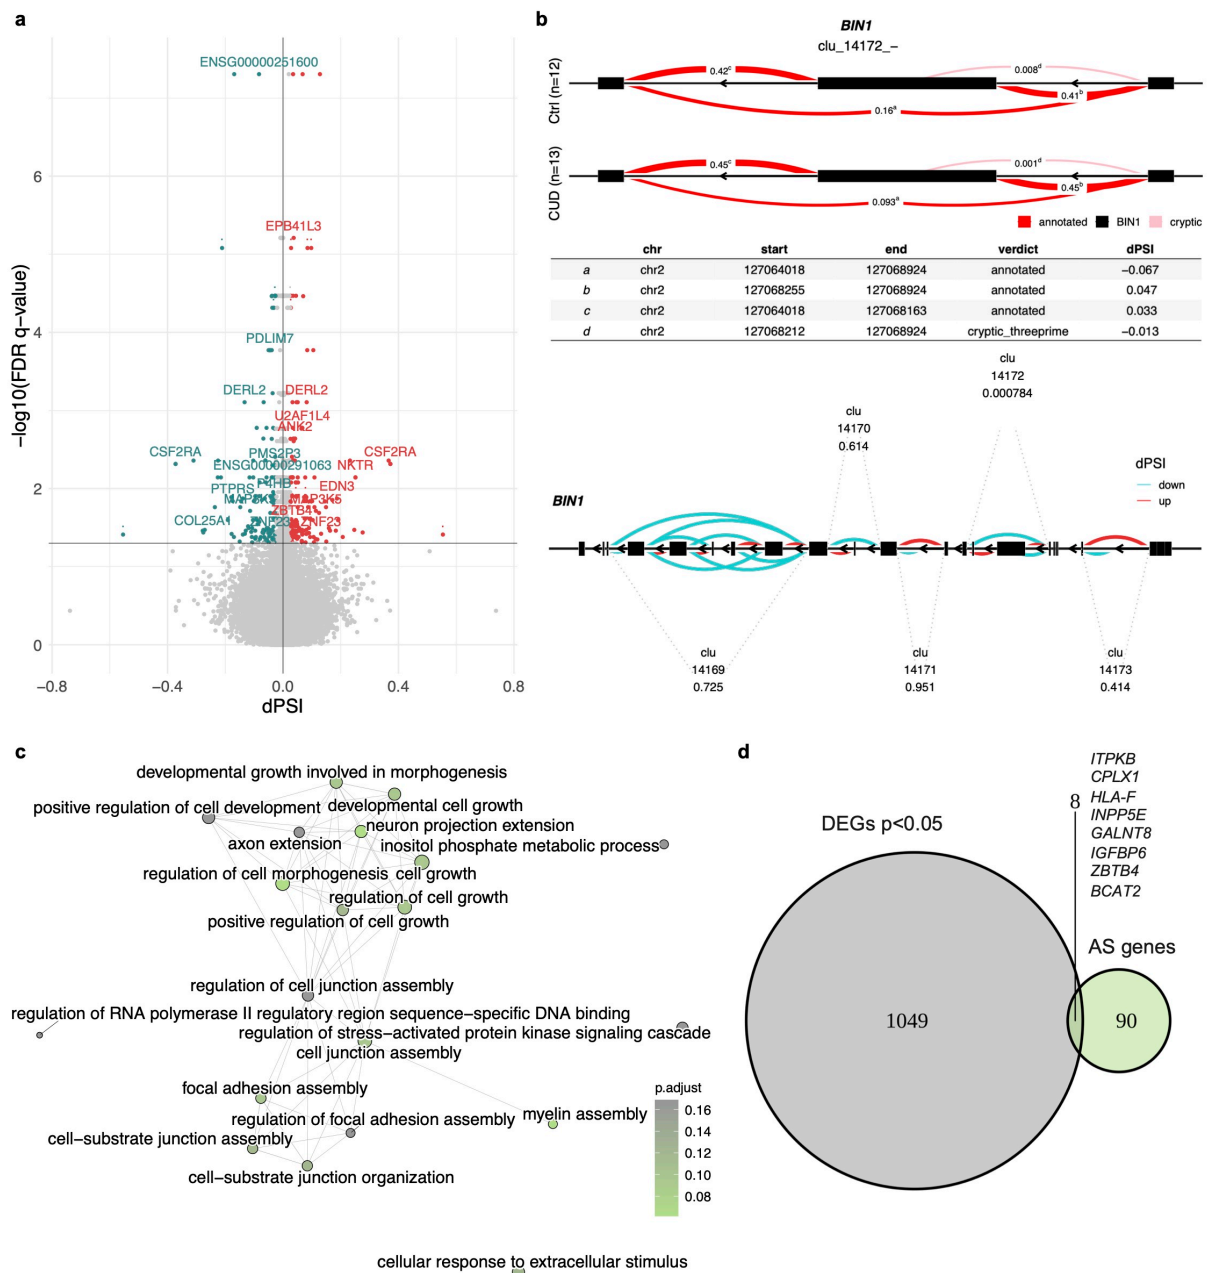 a
ENSG00000251600
EPB41L3
PDLIM7
DERL2 DERL2
U2AF1L4
ANK2
CSF2RA PMS2P3 CSF2RA
ENSG00000291063 NKTR
P4HB
PTPRS EDN3
MAP3K5
ZBTB4
COL25A1 ZNF23 ZNF23
6
4
2
0
−0.8 −0.4 0.0 0.4 0.8
dPSI
−log10(FDR q−value)
b
BIN1
clu_14172_−
Ctrl (n=12)
0.42c 0.008d
0.41b
0.16a
CUD (n=13)
0.45c 0.001d
0.45b
0.093a
annotated BIN1 cryptic
chr start end verdict dPSI
a chr2 127064018 127068924 annotated −0.067
b chr2 127068255 127068924 annotated 0.047
c chr2 127064018 127068163 annotated 0.033
d chr2 127068212 127068924 cryptic_threeprime −0.013
clu
14172
0.000784
clu
14170
0.614
dPSI
down
up
BIN1
clu
14169
0.725
clu
14171
0.951
clu
14173
0.414
c
developmental growth involved in morphogenesis
positive regulation of cell development developmental cell growth
neuron projection extension
axon extension inositol phosphate metabolic process
regulation of cell morphogenesis cell growth
regulation of cell growth
positive regulation of cell growth
regulation of cell junction assembly
regulation of RNA polymerase II regulatory region sequence−specific DNA binding
regulation of stress−activated protein kinase signaling cascade
cell junction assembly
focal adhesion assembly
regulation of focal adhesion assembly myelin assembly
cell−substrate junction assembly
cell−substrate junction organization
cellular response to extracellular stimulus
p.adjust
0.16
0.14
0.12
0.10
0.08
d
DEGs p<0.05
8
ITPKB
CPLX1
HLA-F
INPP5E
GALNT8
IGFBP6
ZBTB4
BCAT2
AS genes
1049
90